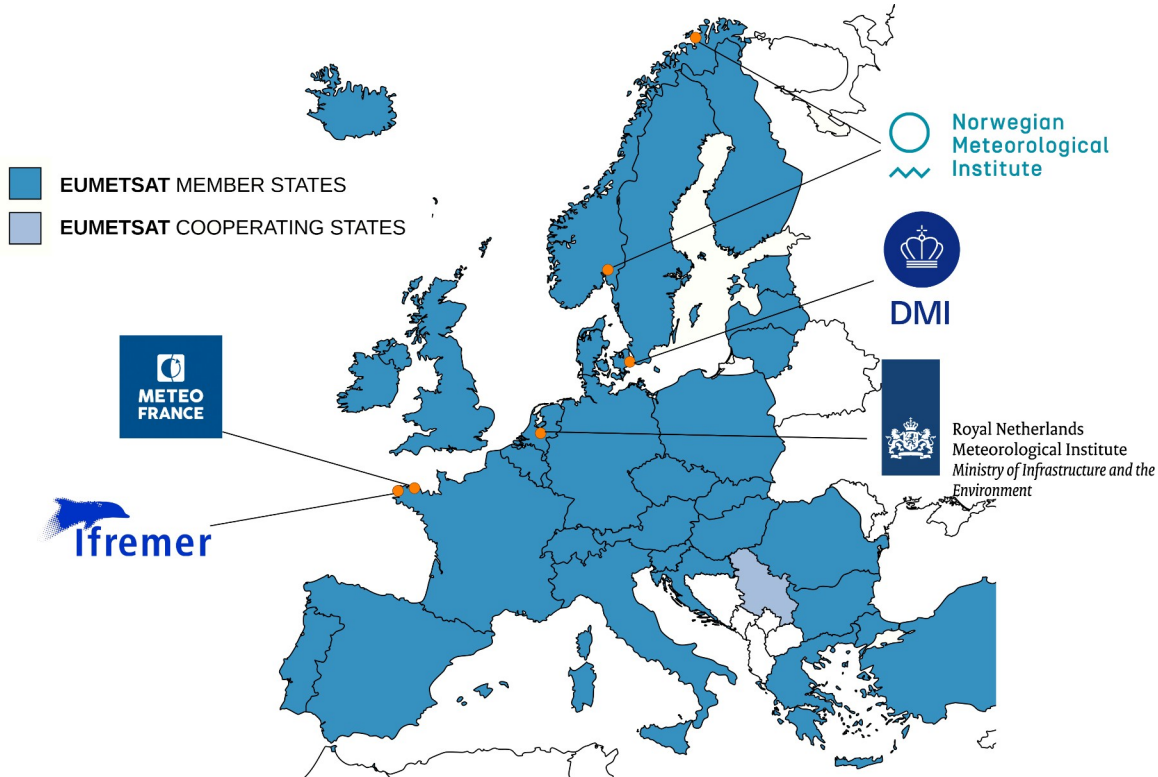 Norwegian
Meteorological
Institute
EUMETSAT MEMBER STATES
EUMETSAT COOPERATING STATES
DMI
METEO
FRANCE
Royal Netherlands
Meteorological Institute
Ministry of Infrastructure and the
Environment
Ifremer